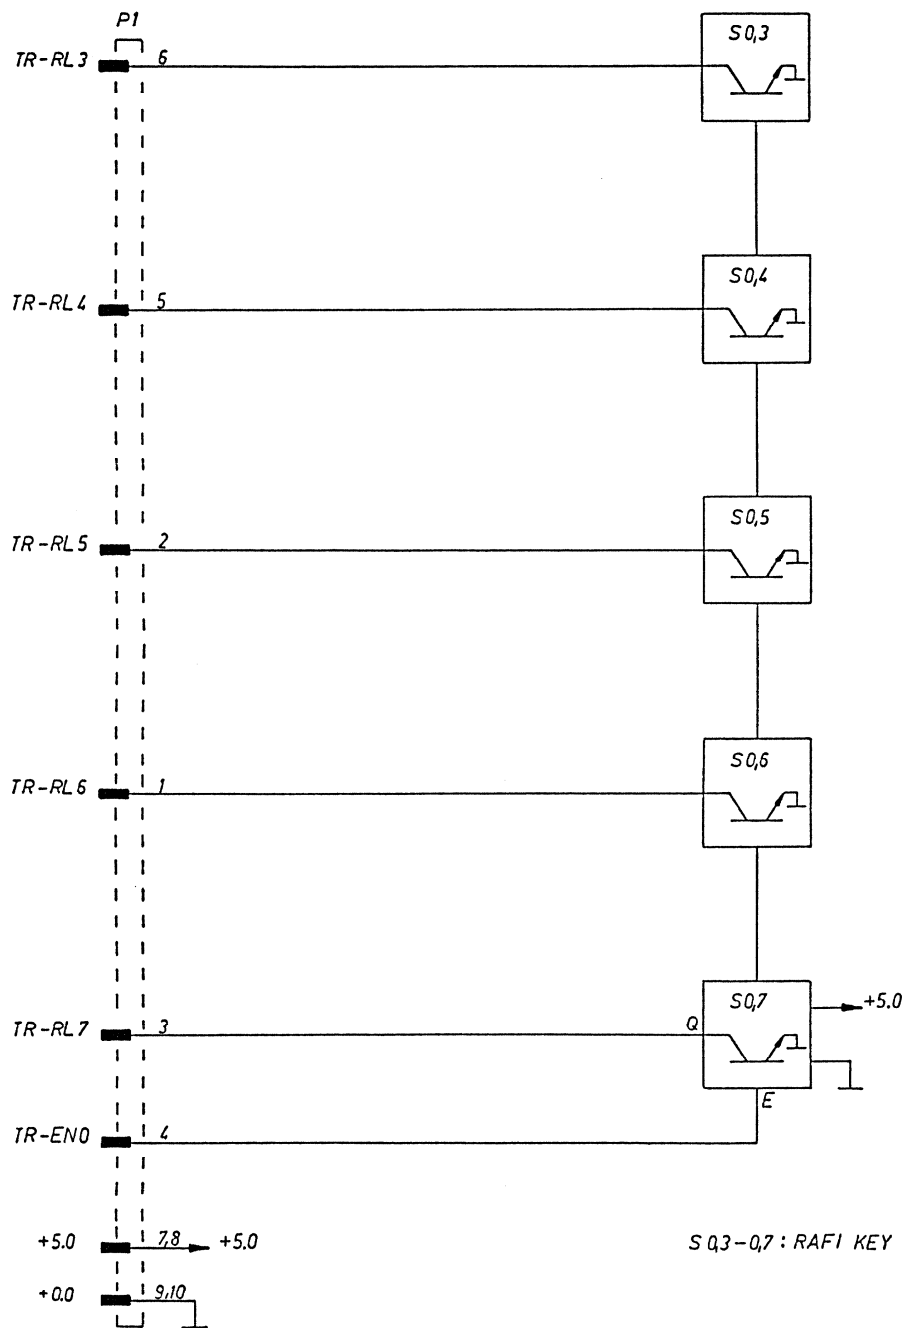 P1
TR-RL3 6 S0,3
TR-RL4 5 S0,4
TR-RL5 2 S0,5
TR-RL6 1 S0,6
S0,7 +5.0
TR-RL7 3 Q
E
TR-EN0 4
+5.0 7,8 +5.0 S0,3-0,7: RAFI KEY
+0.0 9,10